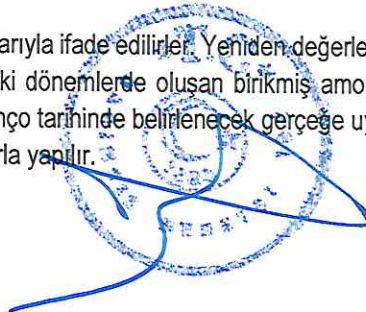 arıyla ifade edilirler. Yeniden değerle
ki dönemlerde oluşan birikmiş amo
nço tarihinde belirlenecek gerçeğe uy
rla yapılır.
T C